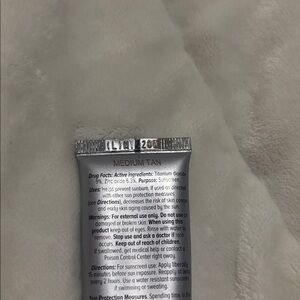 MEDIUM TAN
Drug Facts: Active Ingredients: Titanium dioxide
Zinc oxide 6.3%. Purpose: Sunscreen.
Uses: Helps prevent sunburn. If used as directed
with other sun protection measures
(see Directions), decreases the risk of skin cancer
and early skin aging caused by the sun.
Warnings: For external use only. Do not use on
damaged or broken skin. When using this
product keep out of eyes. Rinse with water to
remove. Stop use and ask a doctor if rash
occurs. Keep out of reach of children.
If swallowed, get medical help or contact a
Poison Control Center right away.
Directions: For sunscreen use: Apply liberally
15 minutes before sun exposure. Reapply at least
every 2 hours. Use a water resistant sunscreen
if swimming or sweating.
Sun Protection Measures. Spending time in the